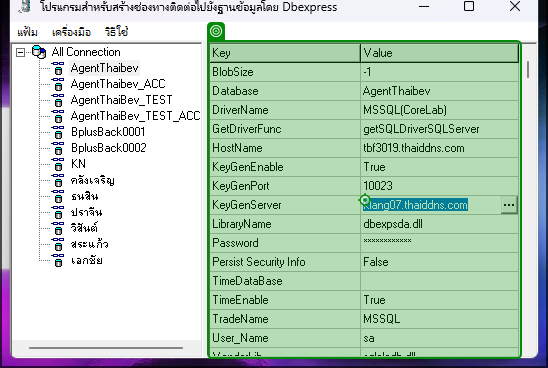 โปรแกรมสำหรับสร้างช่องทางติดต่อไปยังฐานข้อมูลโดย Dbexpress
แฟ้ม เครื่องมือ วิธีใช้
All Connection
AgentThaibev
AgentThaiBev_ACC
AgentThaiBev_TEST
AgentThaiBev_TEST_ACC
BplusBack0001
BplusBack0002
KN
คลังเจริญ
ธนสิน
ปราจีน
วิสันต์
สระแก้ว
เอกชัย
Key Value
BlobSize -1
Database AgentThaibev
DriverName MSSQL(CoreLab)
GetDriverFunc getSQLDriverSQLServer
HostName tbf3019.thaiddns.com
KeyGenEnable True
KeyGenPort 10023
KeyGenServer klang07.thaiddns.com ...
LibraryName dbexpsda.dll
Password ************
Persist Security Info False
TimeDataBase
TimeEnable True
TradeName MSSQL
User_Name sa
VendorLib